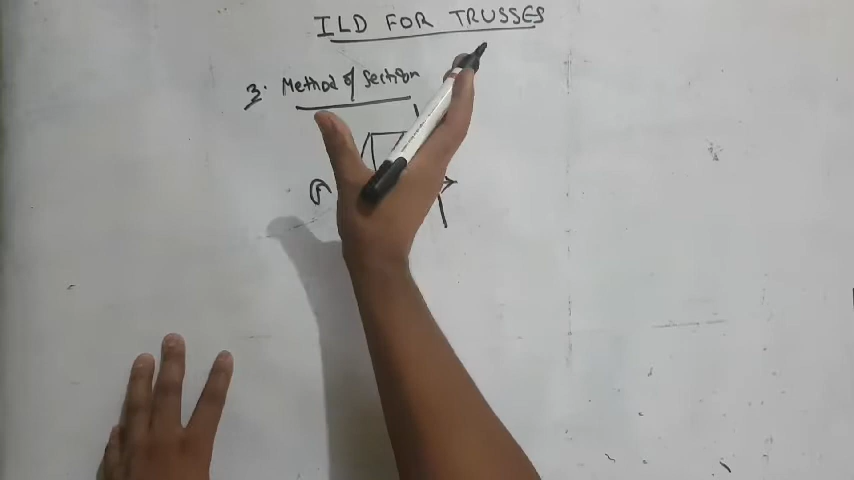 ILD FOR TRUSSES
3. Method of Section